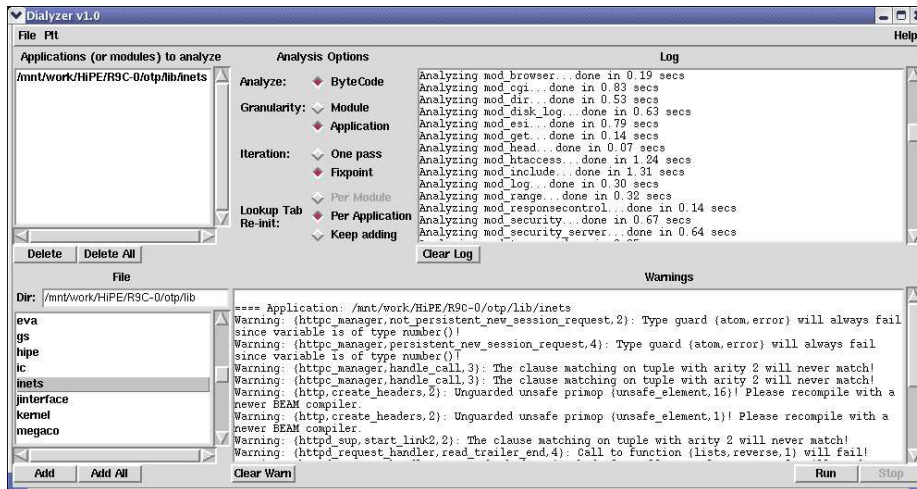 Dialyzer v1.0
File Plt Help
Applications (or modules) to analyze
/mnt/work/HiPE/R9C-0/otp/lib/inets
Delete Delete All
Analysis Options
Analyze: ByteCode
Granularity: Module
Application
Iteration: One pass
Fixpoint
Per Module
Lookup Tab Re-init: Per Application
Keep adding
Log
Analyzing mod_browser...done in 0.19 secs
Analyzing mod_cgi...done in 0.83 secs
Analyzing mod_dir...done in 0.53 secs
Analyzing mod_disk_log...done in 0.63 secs
Analyzing mod_esi...done in 0.79 secs
Analyzing mod_get...done in 0.14 secs
Analyzing mod_head...done in 0.07 secs
Analyzing mod_htaccess...done in 1.24 secs
Analyzing mod_include...done in 1.31 secs
Analyzing mod_log...done in 0.30 secs
Analyzing mod_range...done in 0.32 secs
Analyzing mod_responsecontrol...done in 0.14 secs
Analyzing mod_security...done in 0.67 secs
Analyzing mod_security_server...done in 0.64 secs
Clear Log
File
Dir: /mnt/work/HiPE/R9C-0/otp/lib
eva
gs
hipe
ic
inets
jinterface
kernel
megaco
Add Add All
Warnings
==== Application: /mnt/work/HiPE/R9C-0/otp/lib/inets
Warning: {httpc_manager,not_persistent_new_session_request,2}: Type guard {atom,error} will always fail
since variable is of type number()!
Warning: {httpc_manager,persistent_new_session_request,4}: Type guard {atom,error} will always fail
since variable is of type number()!
Warning: {httpc_manager,handle_call,3}: The clause matching on tuple with arity 2 will never match!
Warning: {httpc_manager,handle_call,3}: The clause matching on tuple with arity 2 will never match!
Warning: {http,create_headers,2}: Unguarded unsafe primop {unsafe_element,16}! Please recompile with a
newer BEAM compiler.
Warning: {http,create_headers,2}: Unguarded unsafe primop {unsafe_element,1}! Please recompile with a
newer BEAM compiler.
Warning: {httpd_sup,start_link2,2}: The clause matching on tuple with arity 2 will never match!
Warning: {httpd_request_handler,read_trailer_end,4}: Call to function {lists,reverse,1} will fail!
Clear Warn Run Stop